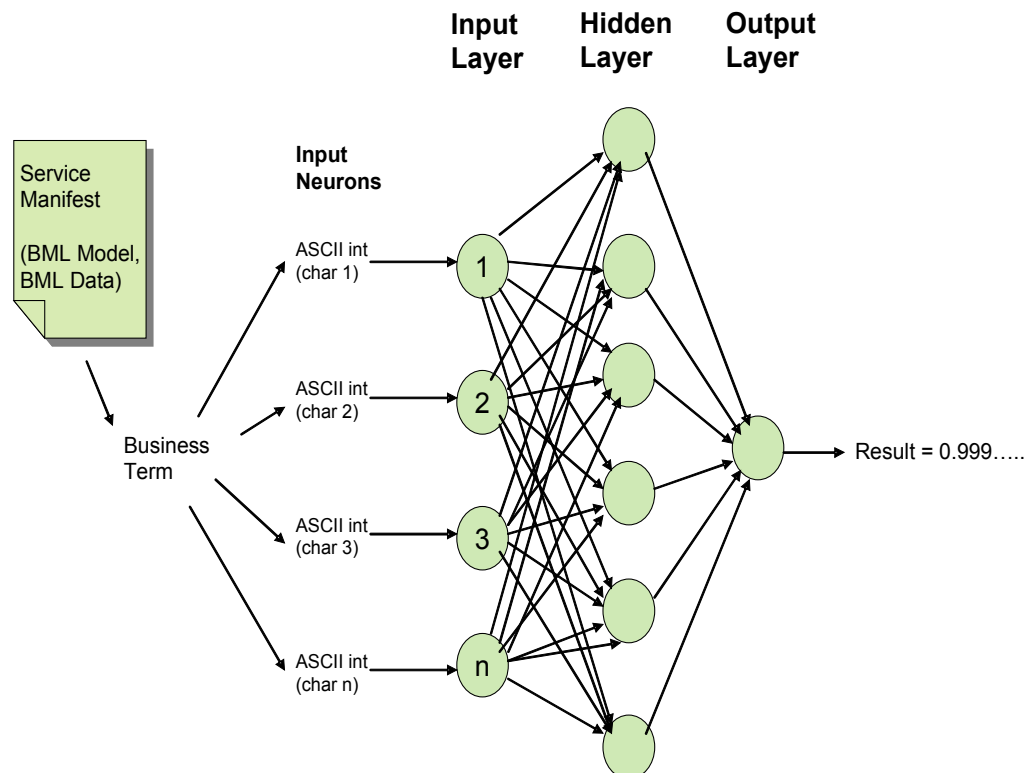 Input
Layer
Hidden
Layer
Output
Layer
Service
Manifest
(BML Model,
BML Data)
Input
Neurons
ASCII int
(char 1)
1
ASCII int
(char 2)
2
Business
Term
Result = 0.999…..
ASCII int
(char 3)
3
ASCII int
(char n)
n